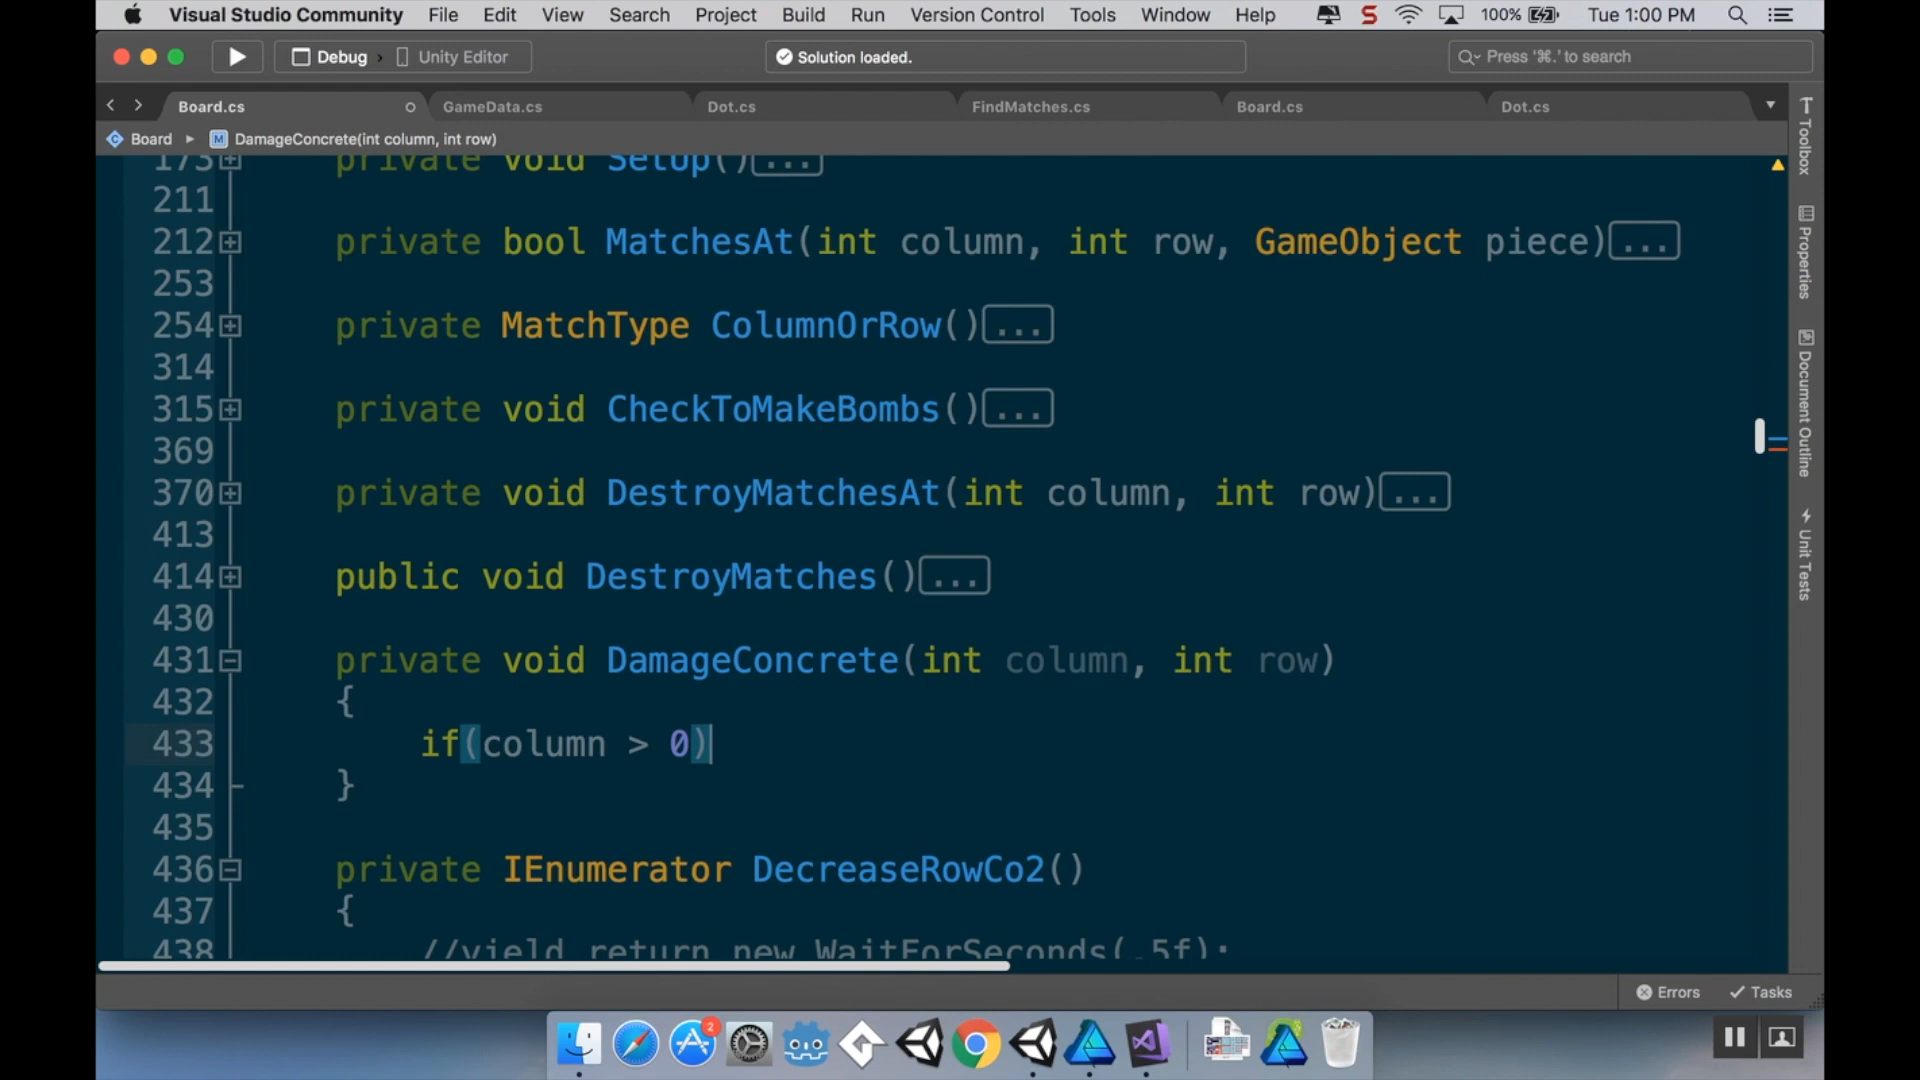 Visual Studio Community File Edit View Search Project Build Run Version Control Tools Window Help S 100% Tue 1:00 PM
Debug › Unity Editor
Solution loaded.
Press '⌘.' to search
Board.cs GameData.cs Dot.cs FindMatches.cs Board.cs Dot.cs
Board ▸ M DamageConcrete(int column, int row)
173 private void SetUp()...
211
212 private bool MatchesAt(int column, int row, GameObject piece)...
253
254 private MatchType ColumnOrRow()...
314
315 private void CheckToMakeBombs()...
369
370 private void DestroyMatchesAt(int column, int row)...
413
414 public void DestroyMatches()...
430
431 private void DamageConcrete(int column, int row)
432 {
433 if(column > 0)
434 }
435
436 private IEnumerator DecreaseRowCo2()
437 {
438 //yield return new WaitForSeconds(.5f);
Toolbox
Properties
Document Outline
Unit Tests
Errors Tasks
2